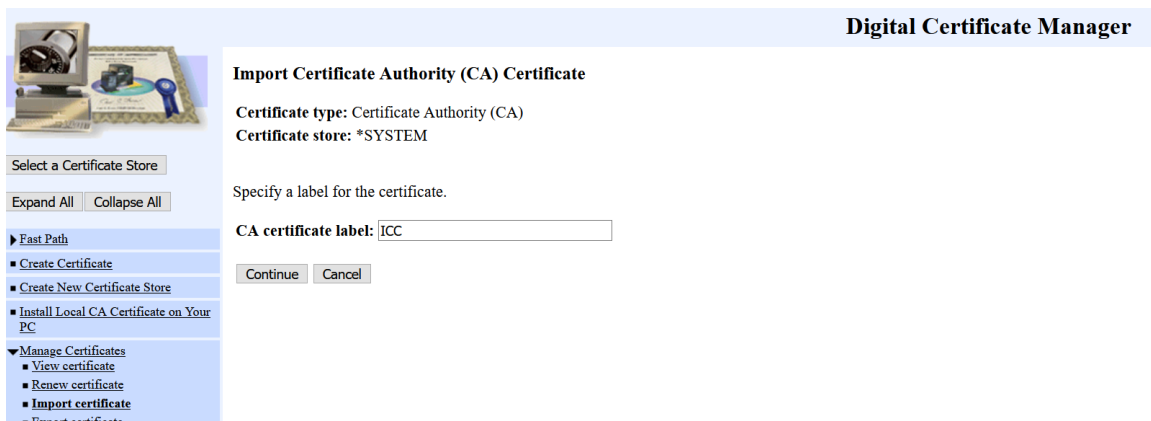 Digital Certificate Manager
Import Certificate Authority (CA) Certificate
Certificate type: Certificate Authority (CA)
Certificate store: *SYSTEM
Select a Certificate Store
Specify a label for the certificate.
Expand All Collapse All
CA certificate label: ICC
Fast Path
Create Certificate
Continue Cancel
Create New Certificate Store
Install Local CA Certificate on Your
PC
Manage Certificates
View certificate
Renew certificate
Import certificate
Export certificate